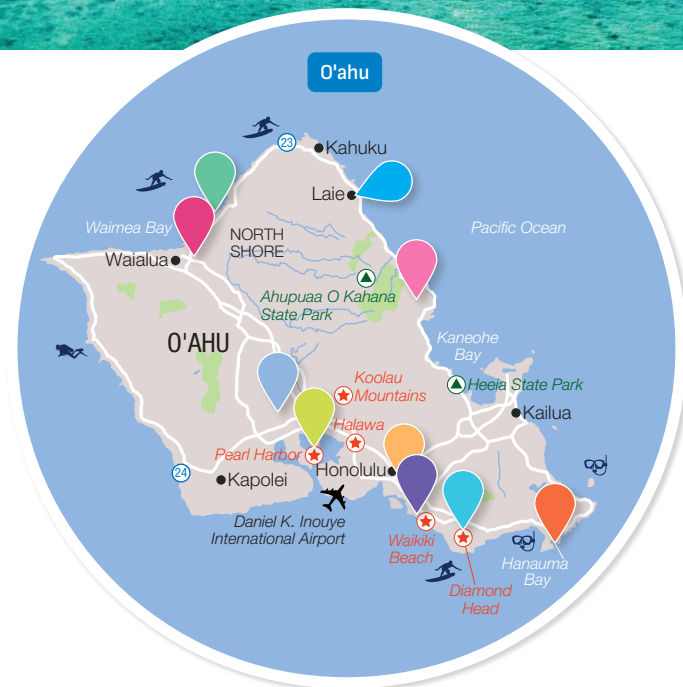 O'ahu
23
Kahuku
Laie
Waimea Bay
NORTH
SHORE
Pacific Ocean
Waialua
Ahupuaa O Kahana
State Park
O'AHU
Kaneohe
Bay
Koolau
Mountains
Heeia State Park
Halawa
Kailua
Pearl Harbor
Honolulu
24
Kapolei
Daniel K. Inouye
International Airport
Waikiki
Beach
Hanauma
Bay
Diamond
Head